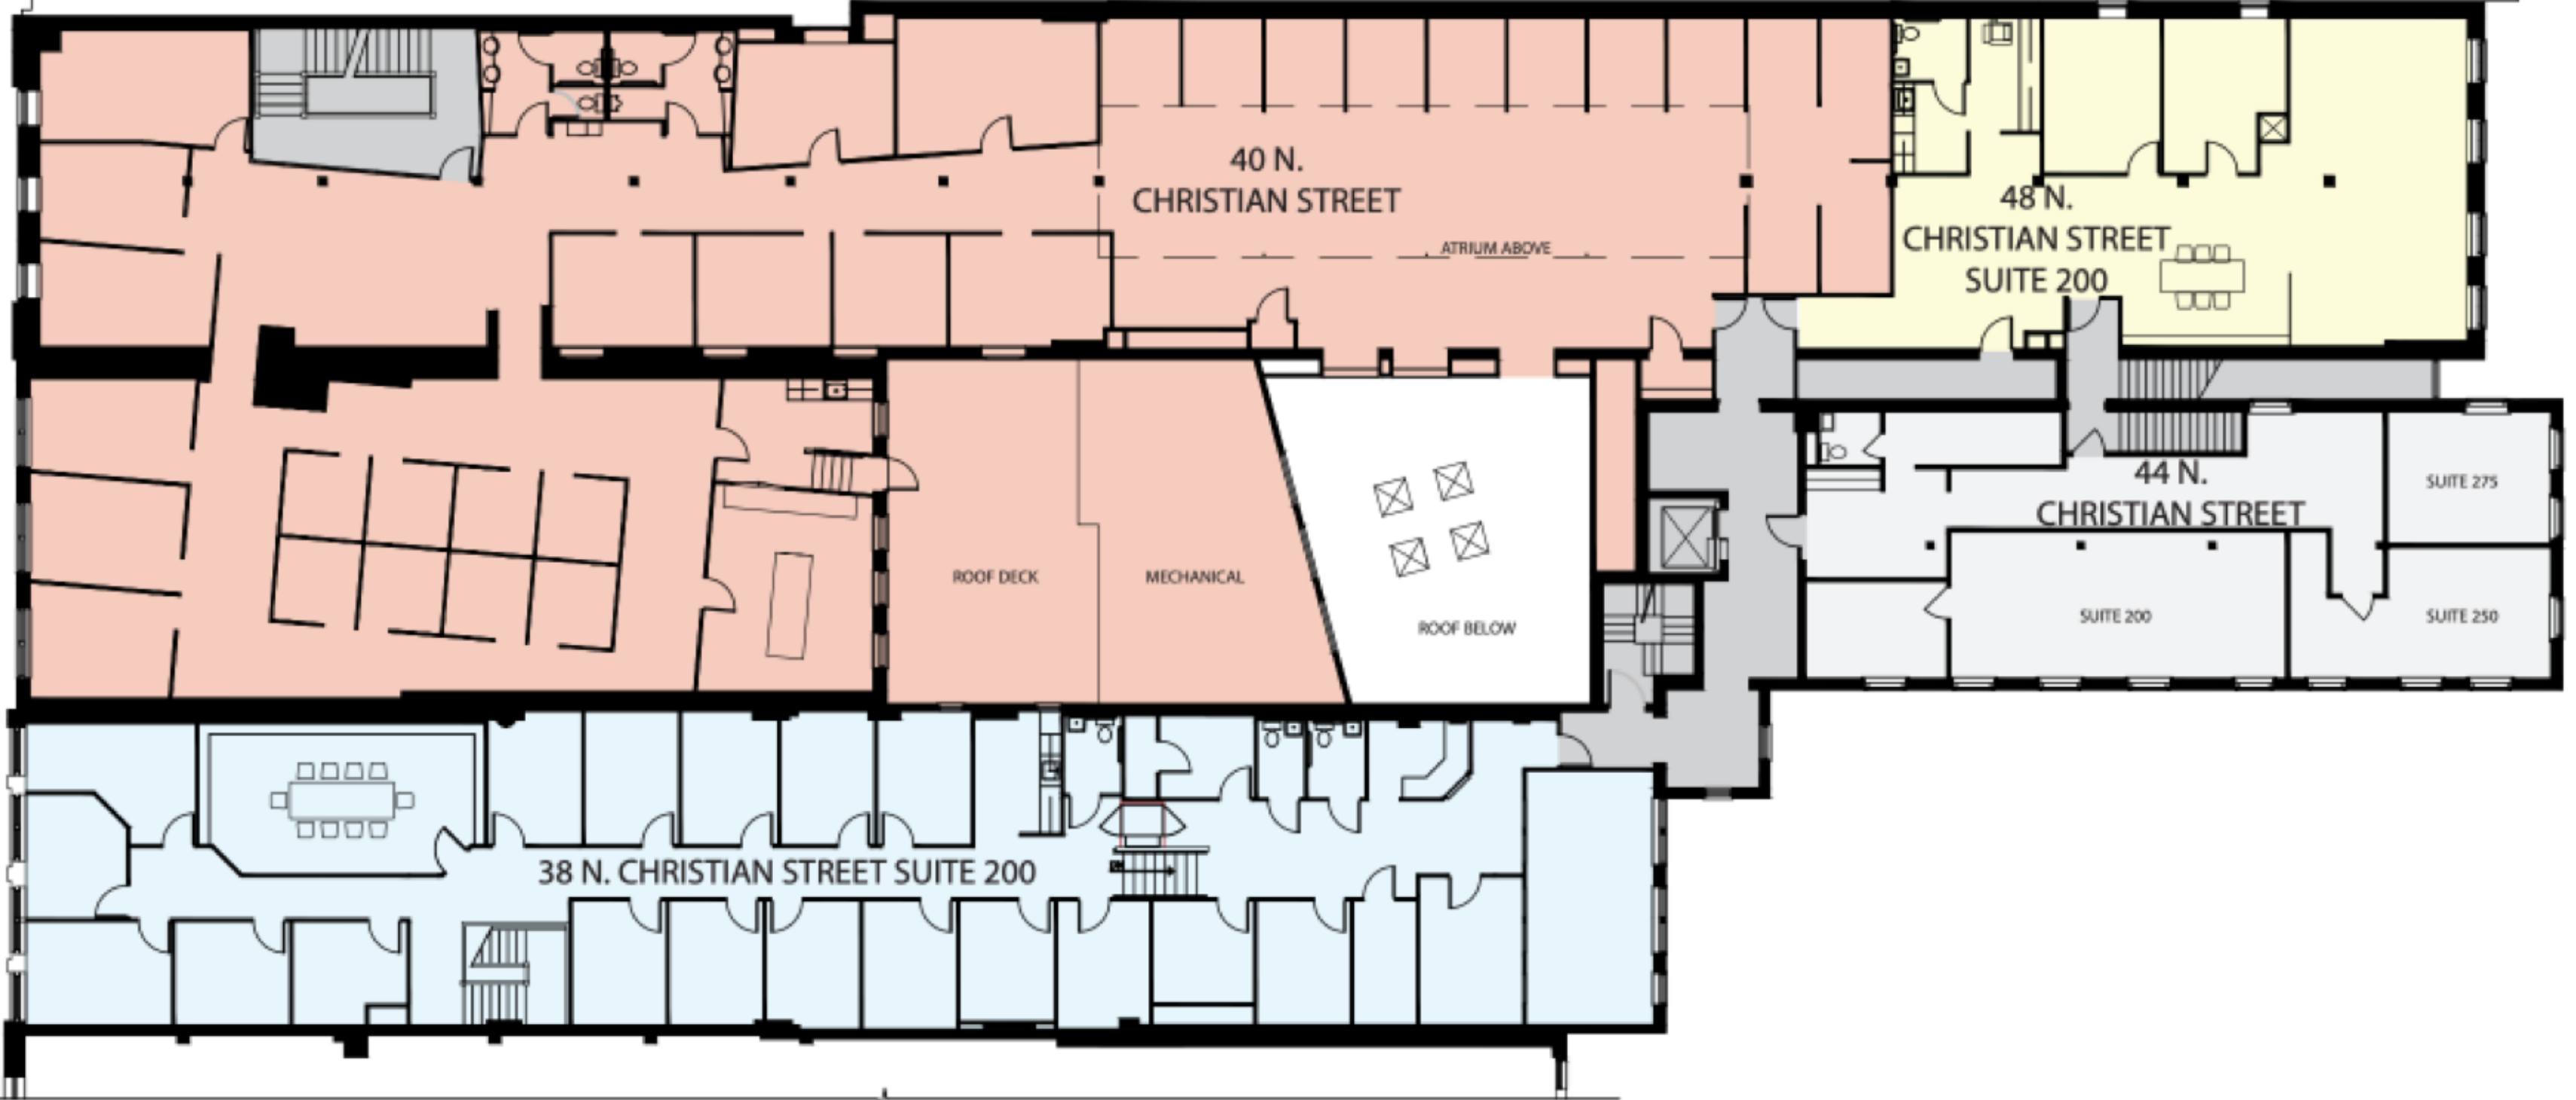 40 N.
CHRISTIAN STREET
ATRIUM ABOVE
48 N.
CHRISTIAN STREET
SUITE 200
44 N.
CHRISTIAN STREET
SUITE 275
SUITE 200
SUITE 250
ROOF DECK
MECHANICAL
ROOF BELOW
38 N. CHRISTIAN STREET SUITE 200